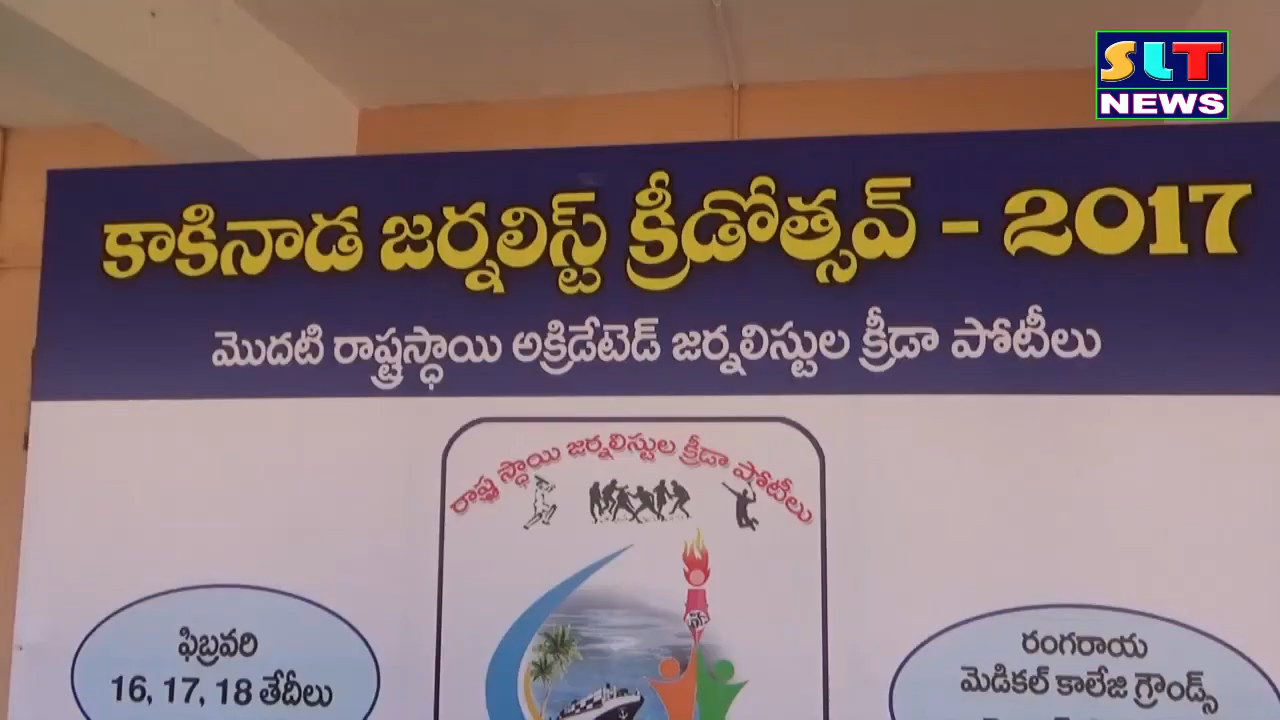 SLT
NEWS
కాకినాడ జర్నలిస్ట్ క్రీడోత్సవ్ - 2017
మొదటి రాష్ట్రస్థాయి అక్రిడేటెడ్ జర్నలిస్టుల క్రీడా పోటీలు
రాష్ట్ర స్థాయి జర్నలిస్టుల క్రీడా పోటీలు
ఫిబ్రవరి
16, 17, 18 తేదీలు
రంగరాయ
మెడికల్ కాలేజి గ్రౌండ్స్